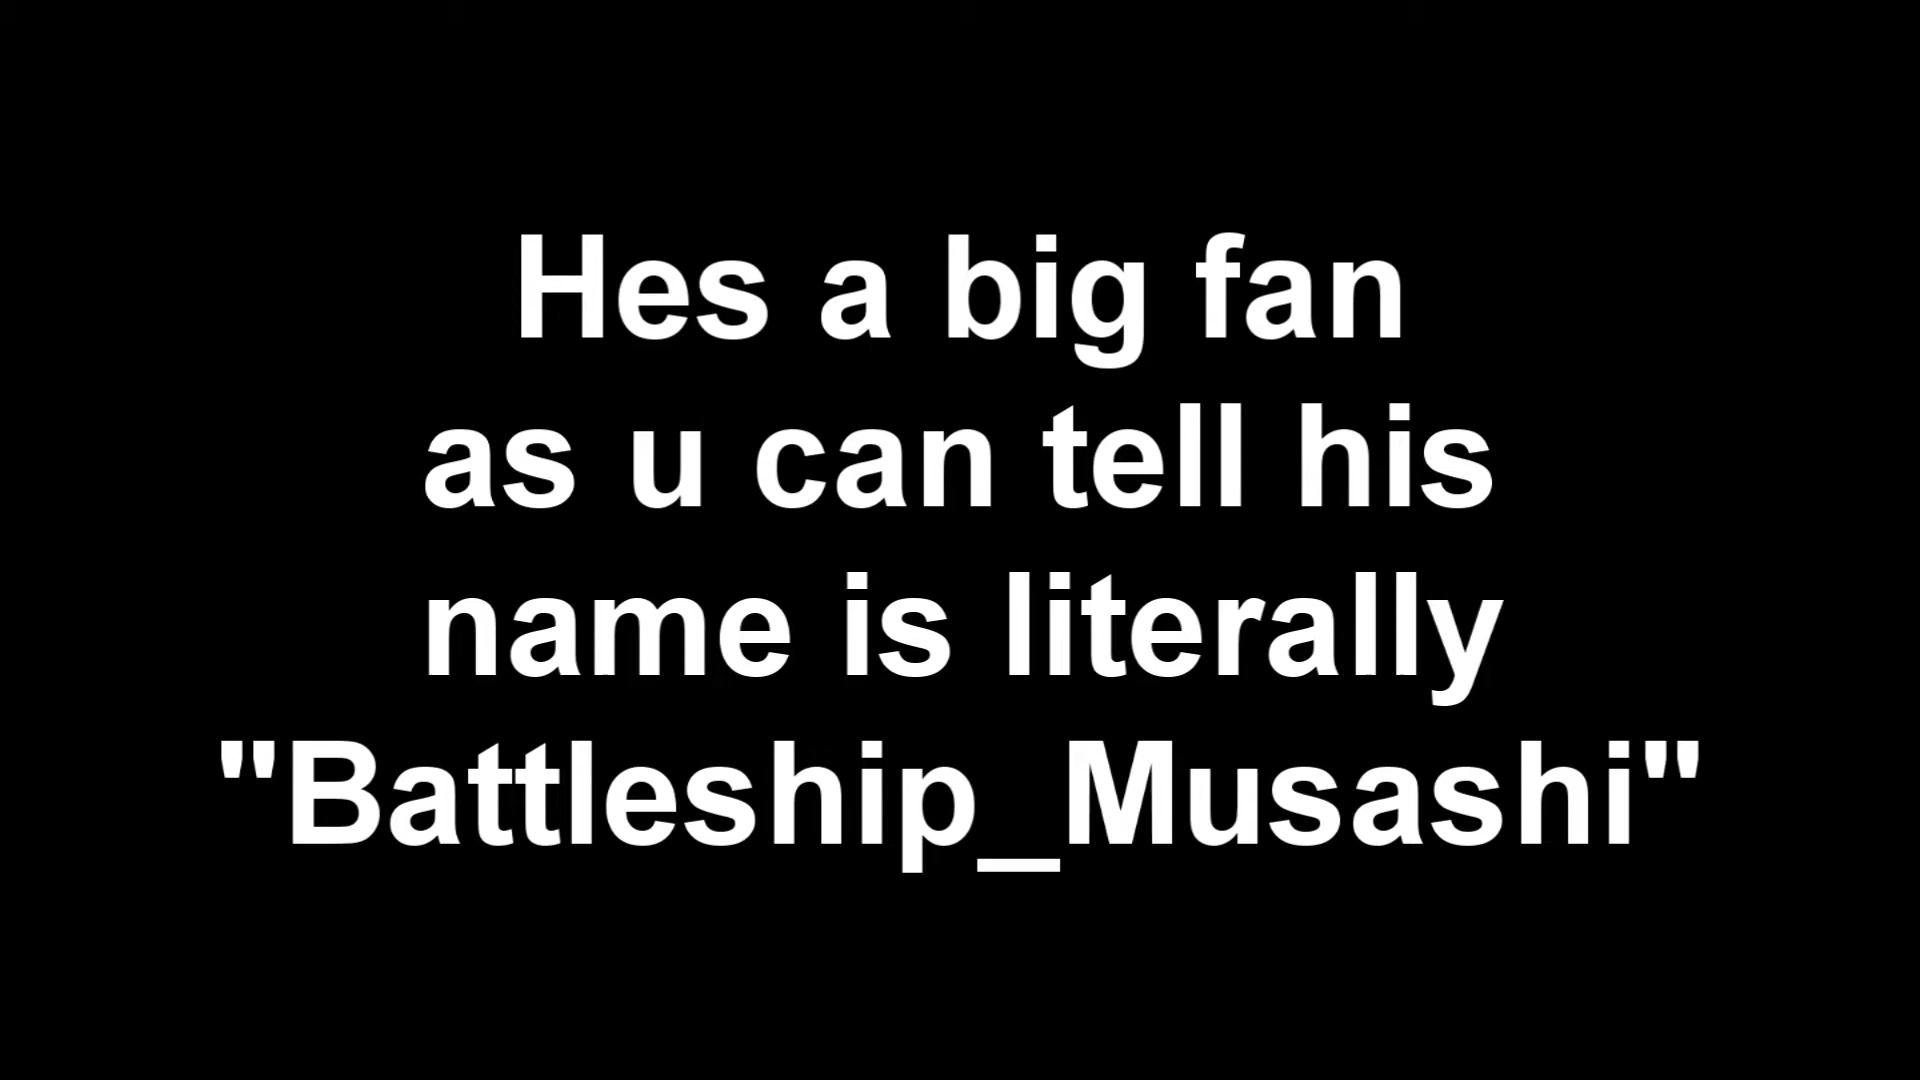 Hes a big fan
as u can tell his
name is literally
"Battleship_Musashi"